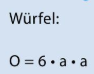 Würfel:
O = 6 • a • a